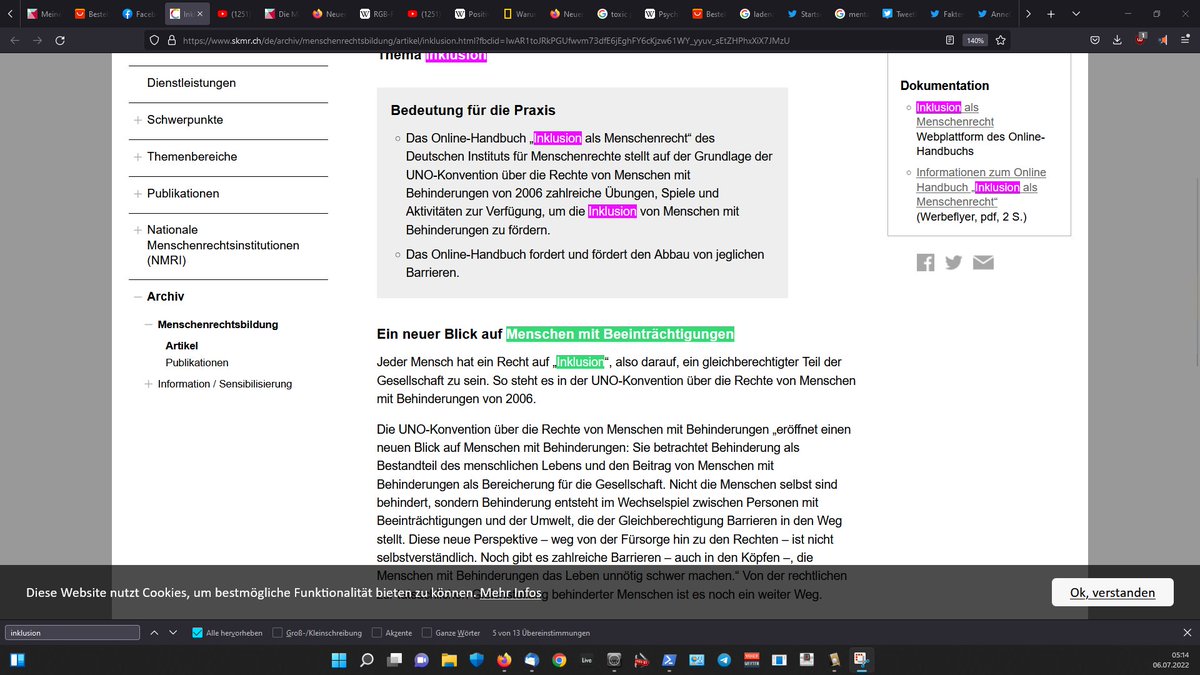 Meine
Bestel
Faceb
Ink
(1251)
Die M
Neue
RGB-F
(1251)
Positi
Warum
Neue
toxic
Psych
Bestel
laden
Starts
menta
Tweet
Fakten
Anne
https://www.skmr.ch/de/archiv/menschenrechtsbildung/artikel/inklusion.html?fbclid=IwAR1toJRkPGUfwvm73dfE6jEghFY6cKjzw61WY_yyuv_sEtZHPhxXiX7JMzU
140%
1
Thema Inklusion
Dienstleistungen
Schwerpunkte
Themenbereiche
Publikationen
Nationale
Menschenrechtsinstitutionen
(NMRI)
Archiv
Menschenrechtsbildung
Artikel
Publikationen
Information / Sensibilisierung
Bedeutung für die Praxis
Das Online-Handbuch „Inklusion als Menschenrecht“ des
Deutschen Instituts für Menschenrechte stellt auf der Grundlage der
UNO-Konvention über die Rechte von Menschen mit
Behinderungen von 2006 zahlreiche Übungen, Spiele und
Aktivitäten zur Verfügung, um die Inklusion von Menschen mit
Behinderungen zu fördern.
Das Online-Handbuch fordert und fördert den Abbau von jeglichen
Barrieren.
Ein neuer Blick auf Menschen mit Beeinträchtigungen
Jeder Mensch hat ein Recht auf „Inklusion“, also darauf, ein gleichberechtigter Teil der
Gesellschaft zu sein. So steht es in der UNO-Konvention über die Rechte von Menschen
mit Behinderungen von 2006.
Die UNO-Konvention über die Rechte von Menschen mit Behinderungen „eröffnet einen
neuen Blick auf Menschen mit Behinderungen: Sie betrachtet Behinderung als
Bestandteil des menschlichen Lebens und den Beitrag von Menschen mit
Behinderungen als Bereicherung für die Gesellschaft. Nicht die Menschen selbst sind
behindert, sondern Behinderung entsteht im Wechselspiel zwischen Personen mit
Beeinträchtigungen und der Umwelt, die der Gleichberechtigung Barrieren in den Weg
stellt. Diese neue Perspektive – weg von der Fürsorge hin zu den Rechten – ist nicht
selbstverständlich. Noch gibt es zahlreiche Barrieren – auch in den Köpfen –, die
Menschen mit Behinderungen das Leben unnötig schwer machen.“ Von der rechtlichen
behinderter Menschen ist es noch ein weiter Weg.
Dokumentation
Inklusion als
Menschenrecht
Webplattform des Online-
Handbuchs
Informationen zum Online
Handbuch „Inklusion als
Menschenrecht“
(Werbeflyer, pdf, 2 S.)
Diese Website nutzt Cookies, um bestmögliche Funktionalität bieten zu können. Mehr Infos
Ok, verstanden
inklusion
Alle hervorheben
Groß-/Kleinschreibung
Akzente
Ganze Wörter
5 von 13 Übereinstimmungen
Live
05:14
06.07.2022